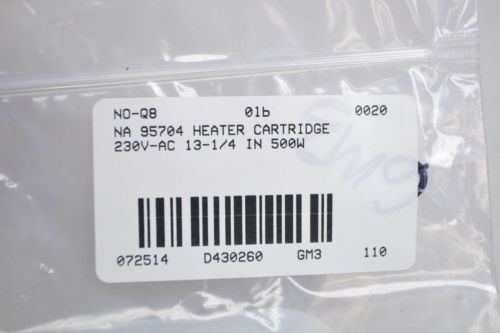 NO-Q8 01b 0020
NA 95704 HEATER CARTRIDGE
230V-AC 13-1/4 IN 500W
072514 D430260 GM3 110